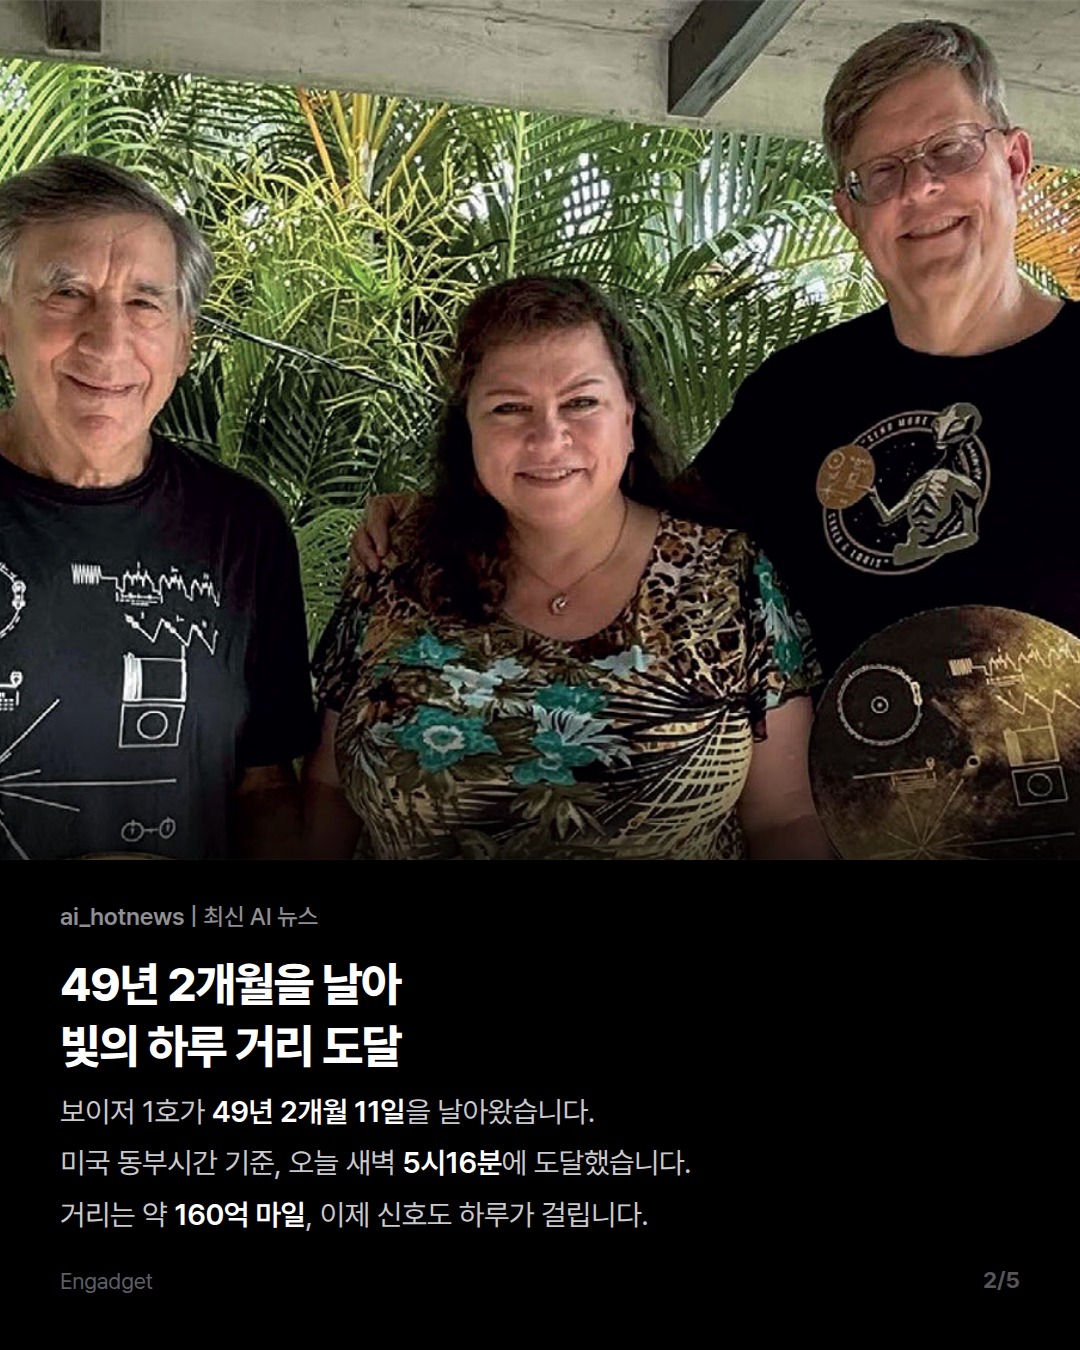 SEND MORE
ai_hotnews | 최신 AI 뉴스
49년 2개월을 날아
빛의 하루 거리 도달
보이저 1호가 49년 2개월 11일을 날아왔습니다.
미국 동부시간 기준, 오늘 새벽 5시16분에 도달했습니다.
거리는 약 160억 마일, 이제 신호도 하루가 걸립니다.
Engadget
2/5